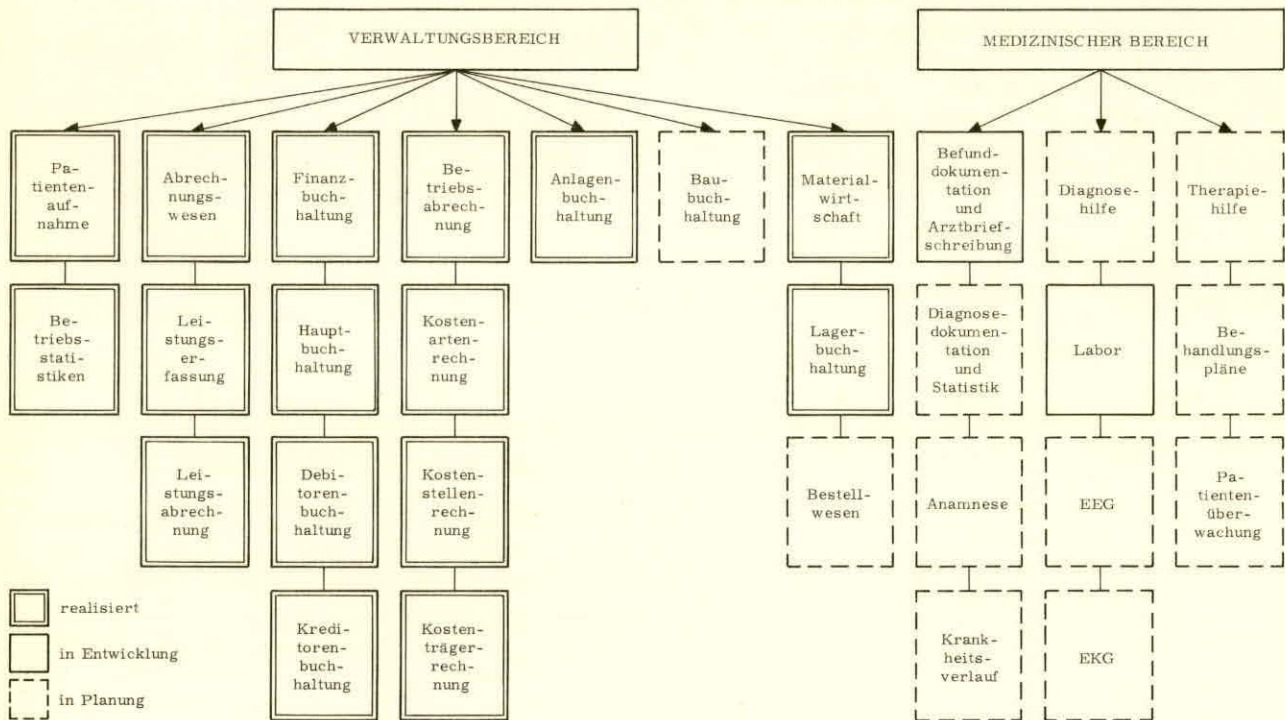 VERWALTUNGSBEREICH
MEDIZINISCHER BEREICH
Pa-
tienten-
auf-
nahme
Abrech-
nungs-
wesen
Finanz-
buch-
haltung
Be-
triebs-
abrech-
nung
Anlagen-
buch-
haltung
Bau-
buch-
haltung
Material-
wirt-
schaft
Befund-
dokumen-
tation
und
Arztbrief-
schreibung
Diagnose-
hilfe
Therapie-
hilfe
Be-
triebs-
stati-
stiken
Lei-
stungs-
er-
fassung
Haupt-
buch-
haltung
Kosten-
arten-
rech-
nung
Lager-
buch-
haltung
Diagnose-
dokumen-
tation
und
Statistik
Labor
Be-
handlungs-
pläne
Lei-
stungs-
abrech-
nung
Debi-
toren-
buch-
haltung
Kosten-
stellen-
rech-
nung
Bestell-
wesen
Anamnese
EEG
Pa-
tienten-
über-
wachung
Kredi-
toren-
buch-
haltung
Kosten-
träger-
rech-
nung
Krank-
heits-
verlauf
EKG
realisiert
in Entwicklung
in Planung